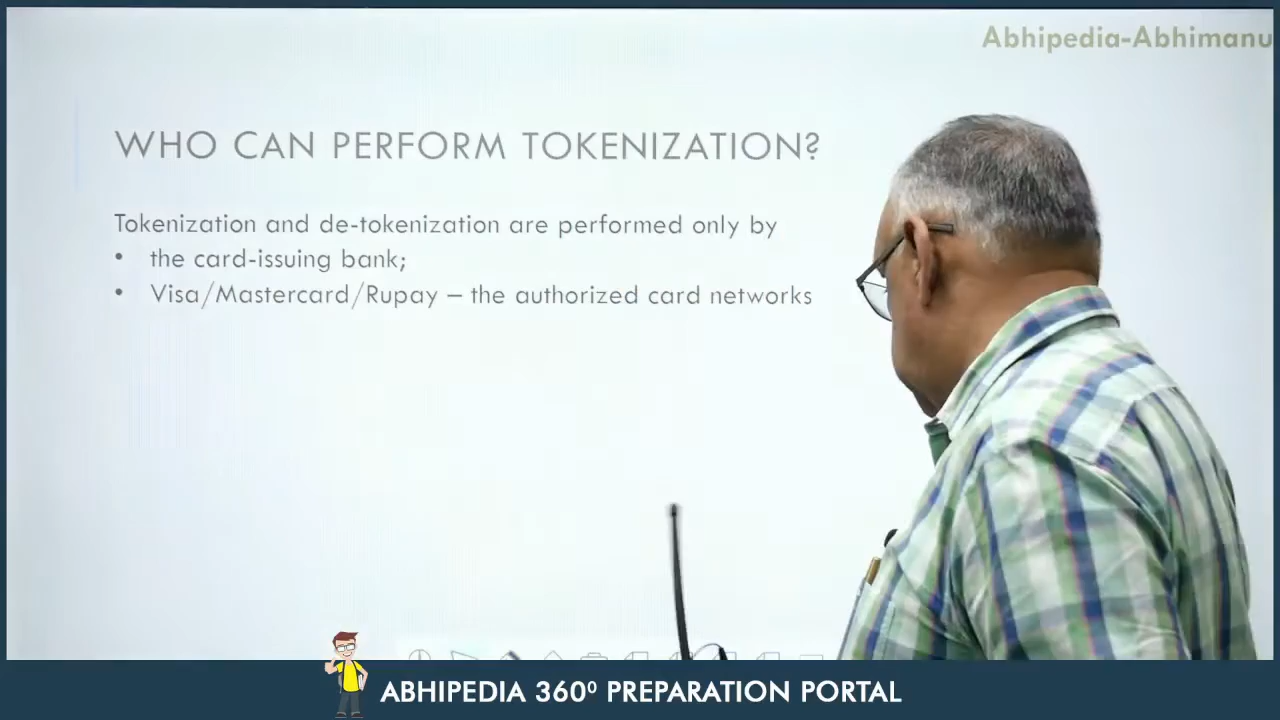 Abhipedia-Abhimanu
WHO CAN PERFORM TOKENIZATION?
Tokenization and de-tokenization are performed only by
• the card-issuing bank;
• Visa/Mastercard/Rupay – the authorized card networks
ABHIPEDIA 360⁰ PREPARATION PORTAL